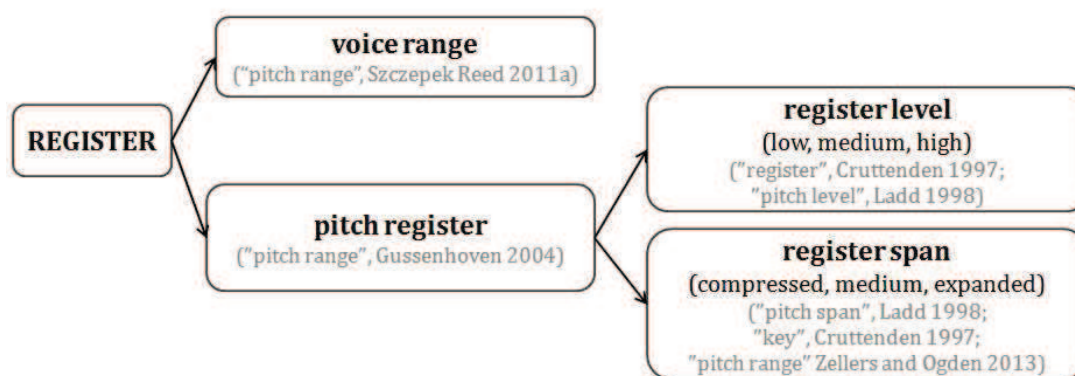 REGISTER
voice range
("pitch range", Szczepek Reed 2011a)
pitch register
("pitch range", Gussenhoven 2004)
register level
(low, medium, high)
("register", Cruttenden 1997;
"pitch level", Ladd 1998)
register span
(compressed, medium, expanded)
("pitch span", Ladd 1998;
"key", Cruttenden 1997;
"pitch range" Zellers and Ogden 2013)